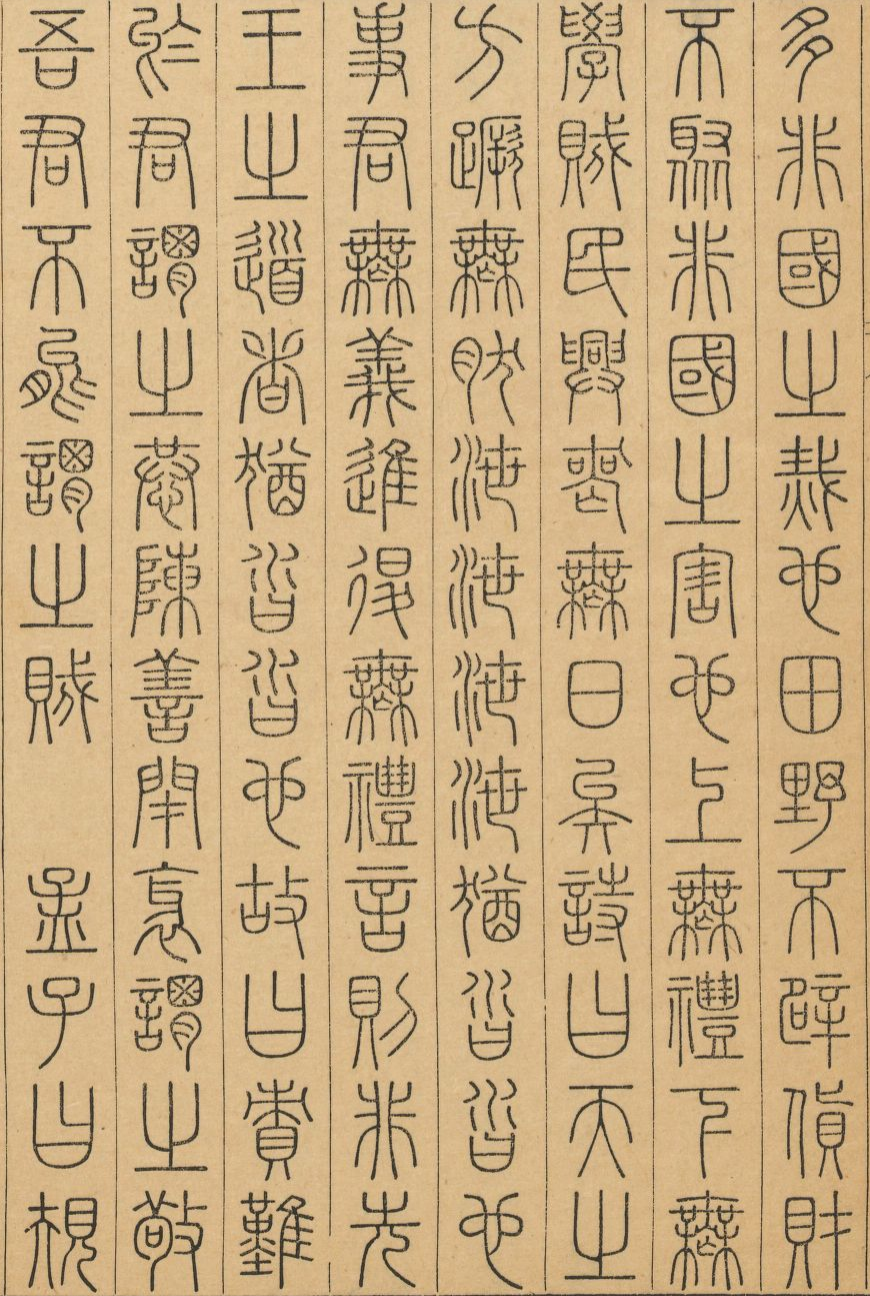 多非國之烖也田野不辟貨財
不聚非國之害也上無禮下無
學賊民興喪無日矣詩曰天之
方蹶無肰泄泄泄泄猶沓沓也
事君無義進退無禮言則非先
王之道者猶沓沓也故曰責難
於君謂之恭陳善閉衺謂之敬
吾君不能謂之賊　孟子曰規